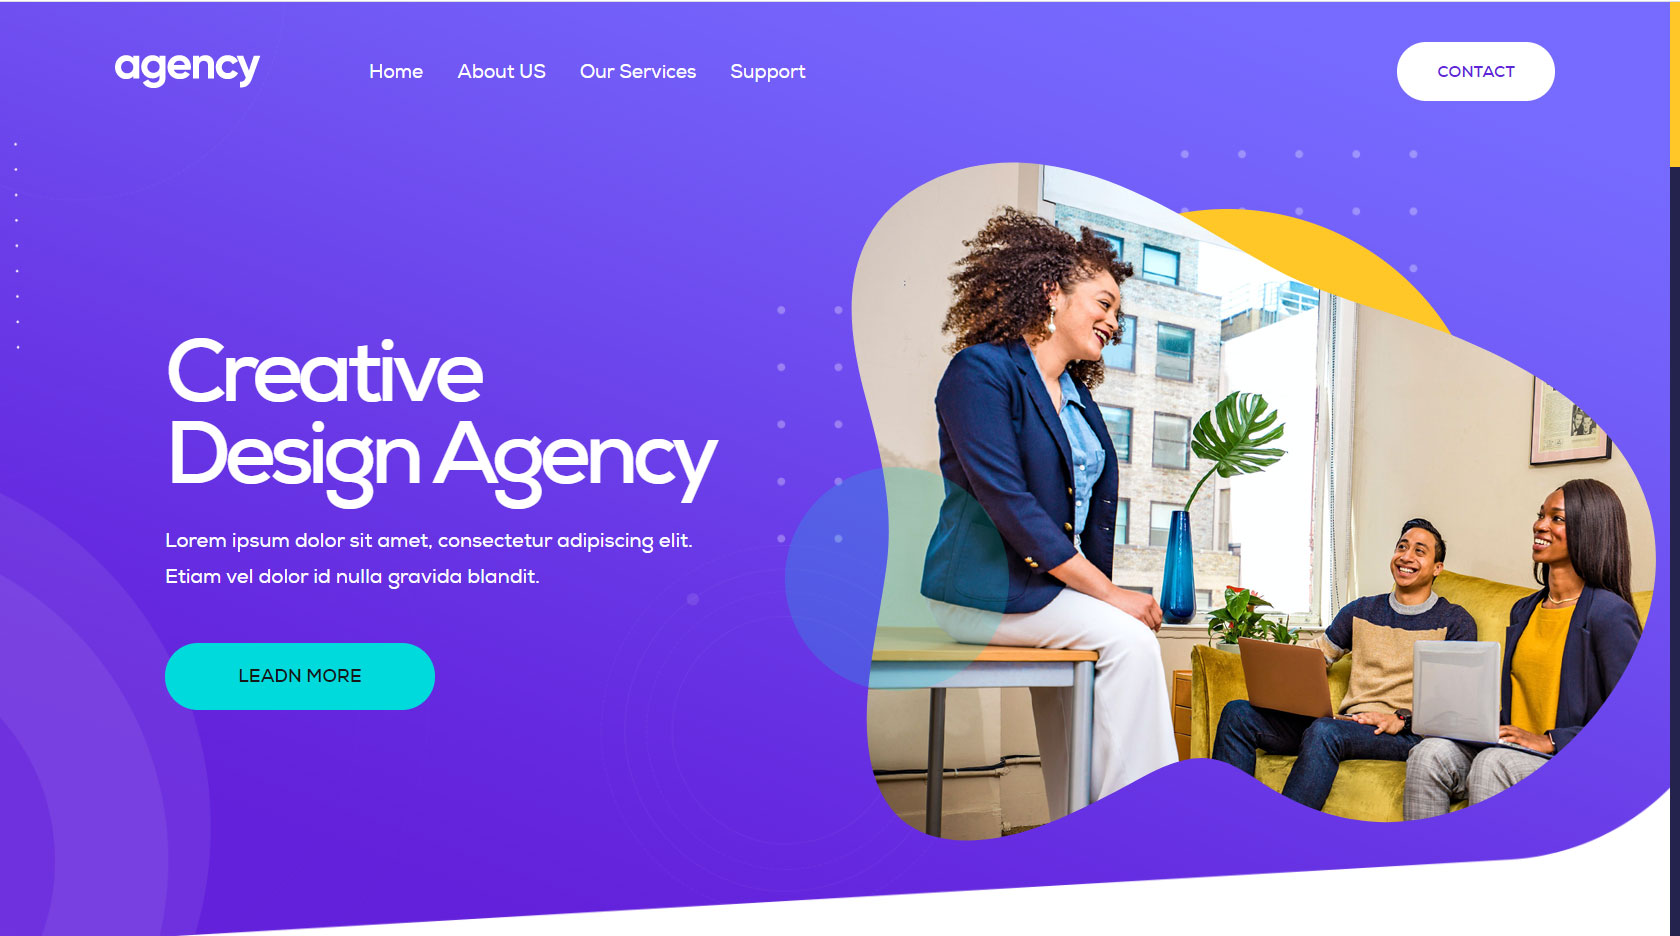 agency
Home
About US
Our Services
Support
CONTACT
Creative
Design Agency
Lorem ipsum dolor sit amet, consectetur adipiscing elit.
Etiam vel dolor id nulla gravida blandit.
LEADN MORE